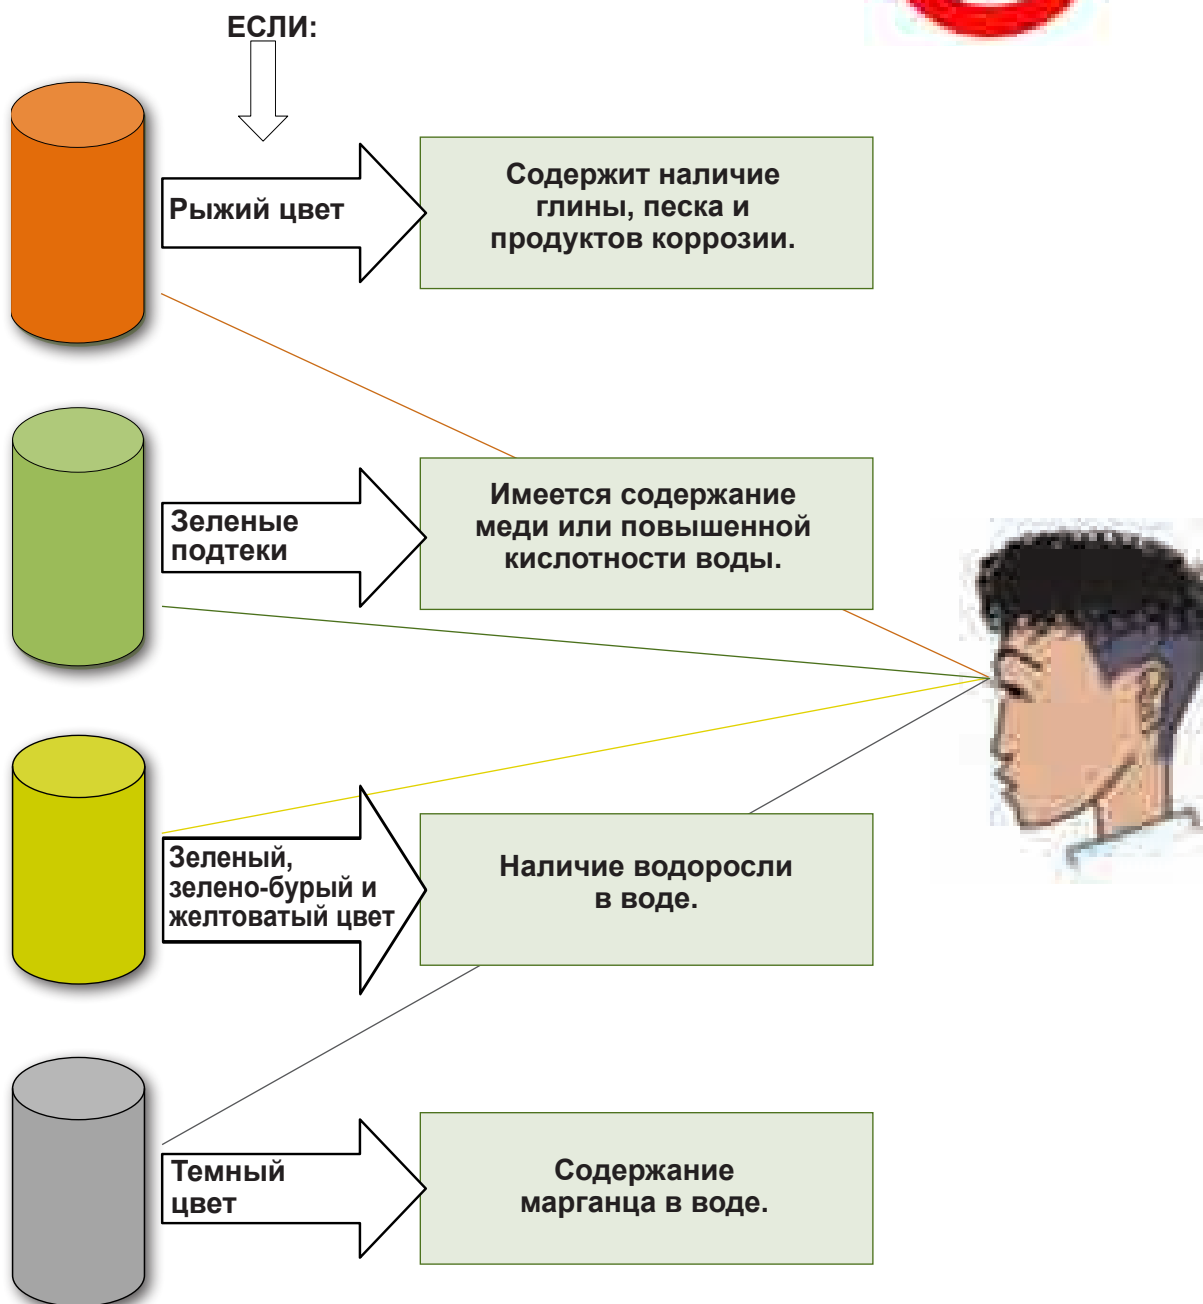 ЕСЛИ:
Рыжий цвет
Содержит наличие
глины, песка и
продуктов коррозии.
Зеленые
подтеки
Имеется содержание
меди или повышенной
кислотности воды.
Зеленый,
зелено-бурый и
желтоватый цвет
Наличие водоросли
в воде.
Темный
цвет
Содержание
марганца в воде.